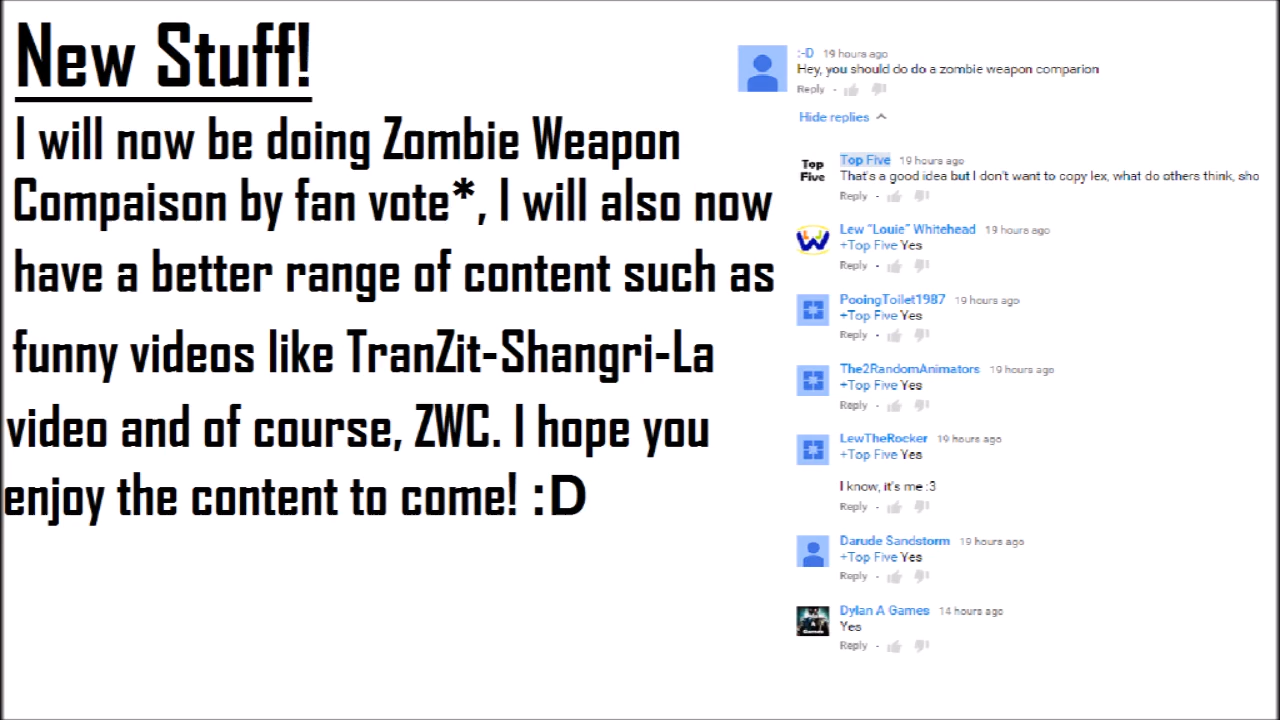 New Stuff!
I will now be doing Zombie Weapon
Compaison by fan vote*, I will also now
have a better range of content such as
funny videos like TranZit-Shangri-La
video and of course, ZWC. I hope you
enjoy the content to come! :D
:-D 19 hours ago
Hey, you should do do a zombie weapon comparion
Reply ·
Hide replies
Top Five
Top Five 19 hours ago
That's a good idea but I don't want to copy lex, what do others think, sho
Reply ·
Lew "Louie" Whitehead 19 hours ago
+Top Five Yes
Reply ·
PooingToilet1987 19 hours ago
+Top Five Yes
Reply ·
The2RandomAnimators 19 hours ago
+Top Five Yes
Reply ·
LewTheRocker 19 hours ago
+Top Five Yes
I know, it's me :3
Reply ·
Darude Sandstorm 19 hours ago
+Top Five Yes
Reply ·
Dylan A Games 14 hours ago
Yes
Reply ·